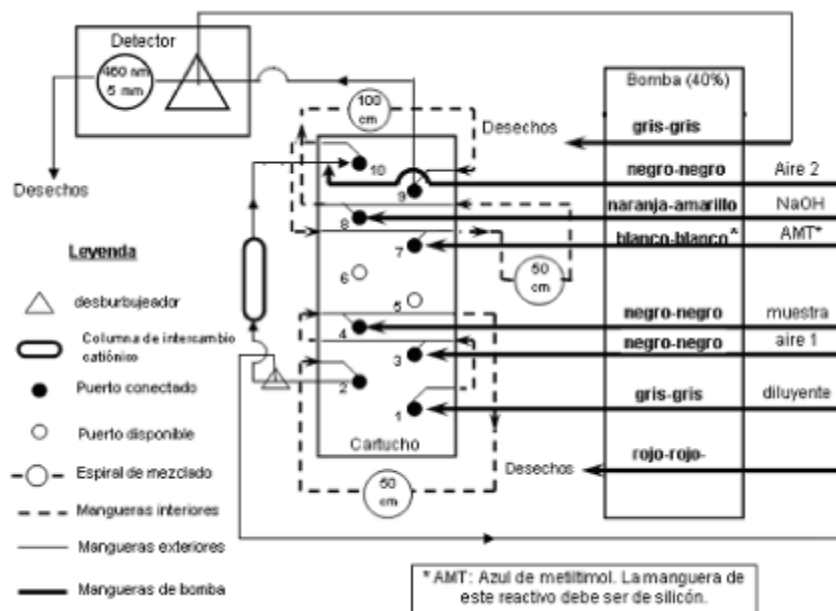 Detector
460 nm
5 mm
Desechos
100
cm
Desechos
Bomba (40%)
gris-gris
negro-negro
Aire 2
naranja-amarillo
NaOH
blanco-blanco*
AMT*
50
cm
negro-negro
muestra
negro-negro
aire 1
gris-gris
diluyente
rojo-rojo-
Desechos
10
9
8
7
6
5
4
3
2
1
Cartucho
50
cm
Leyenda
desburbujeador
Columna de intercambio
catiónico
Puerto conectado
Puerto disponible
Espiral de mezclado
Mangueras interiores
Mangueras exteriores
Mangueras de bomba
* AMT: Azul de metiltimol. La manguera de
este reactivo debe ser de silicón.